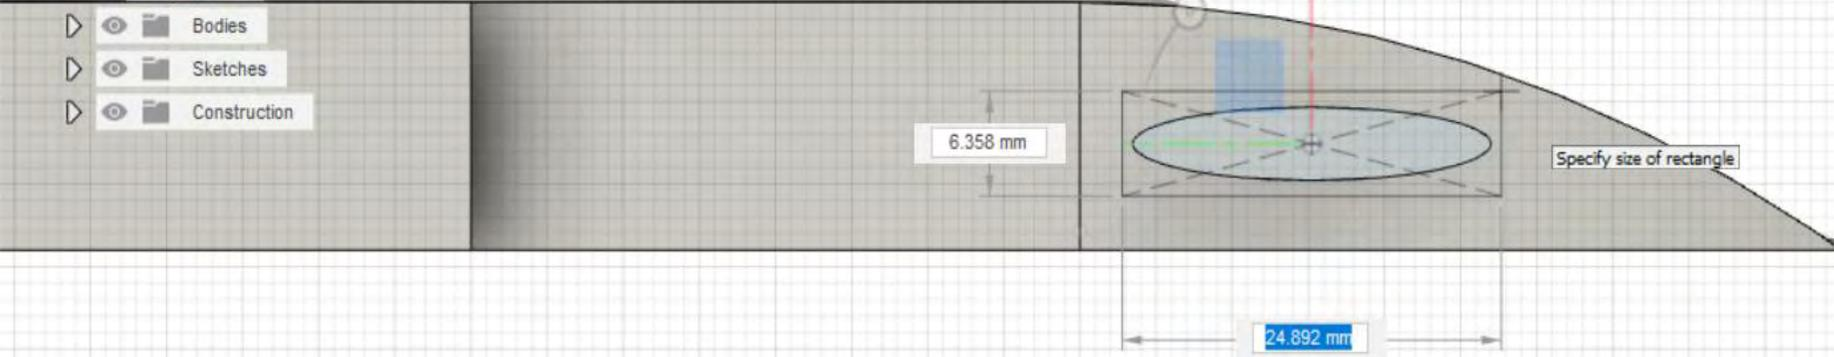 Bodies
Sketches
Construction
6.358 mm
Specify size of rectangle
24.892 mm